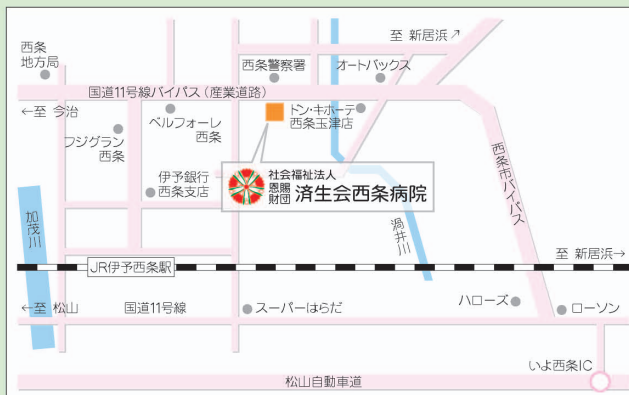 西条
地方局
西条警察署
オートバックス
至 新居浜↗
国道11号線バイパス(産業道路)
←至 今治
フジグラン
西条
ベルフォーレ
西条
ドン・キホーテ
西条玉津店
伊予銀行
西条支店
社会福祉法人
恩賜
財団
済生会西条病院
西条市バイパス
加茂川
渦井川
至 新居浜→
JR伊予西条駅
←至 松山
国道11号線
スーパーはらだ
ハローズ
ローソン
いよ西条IC
松山自動車道